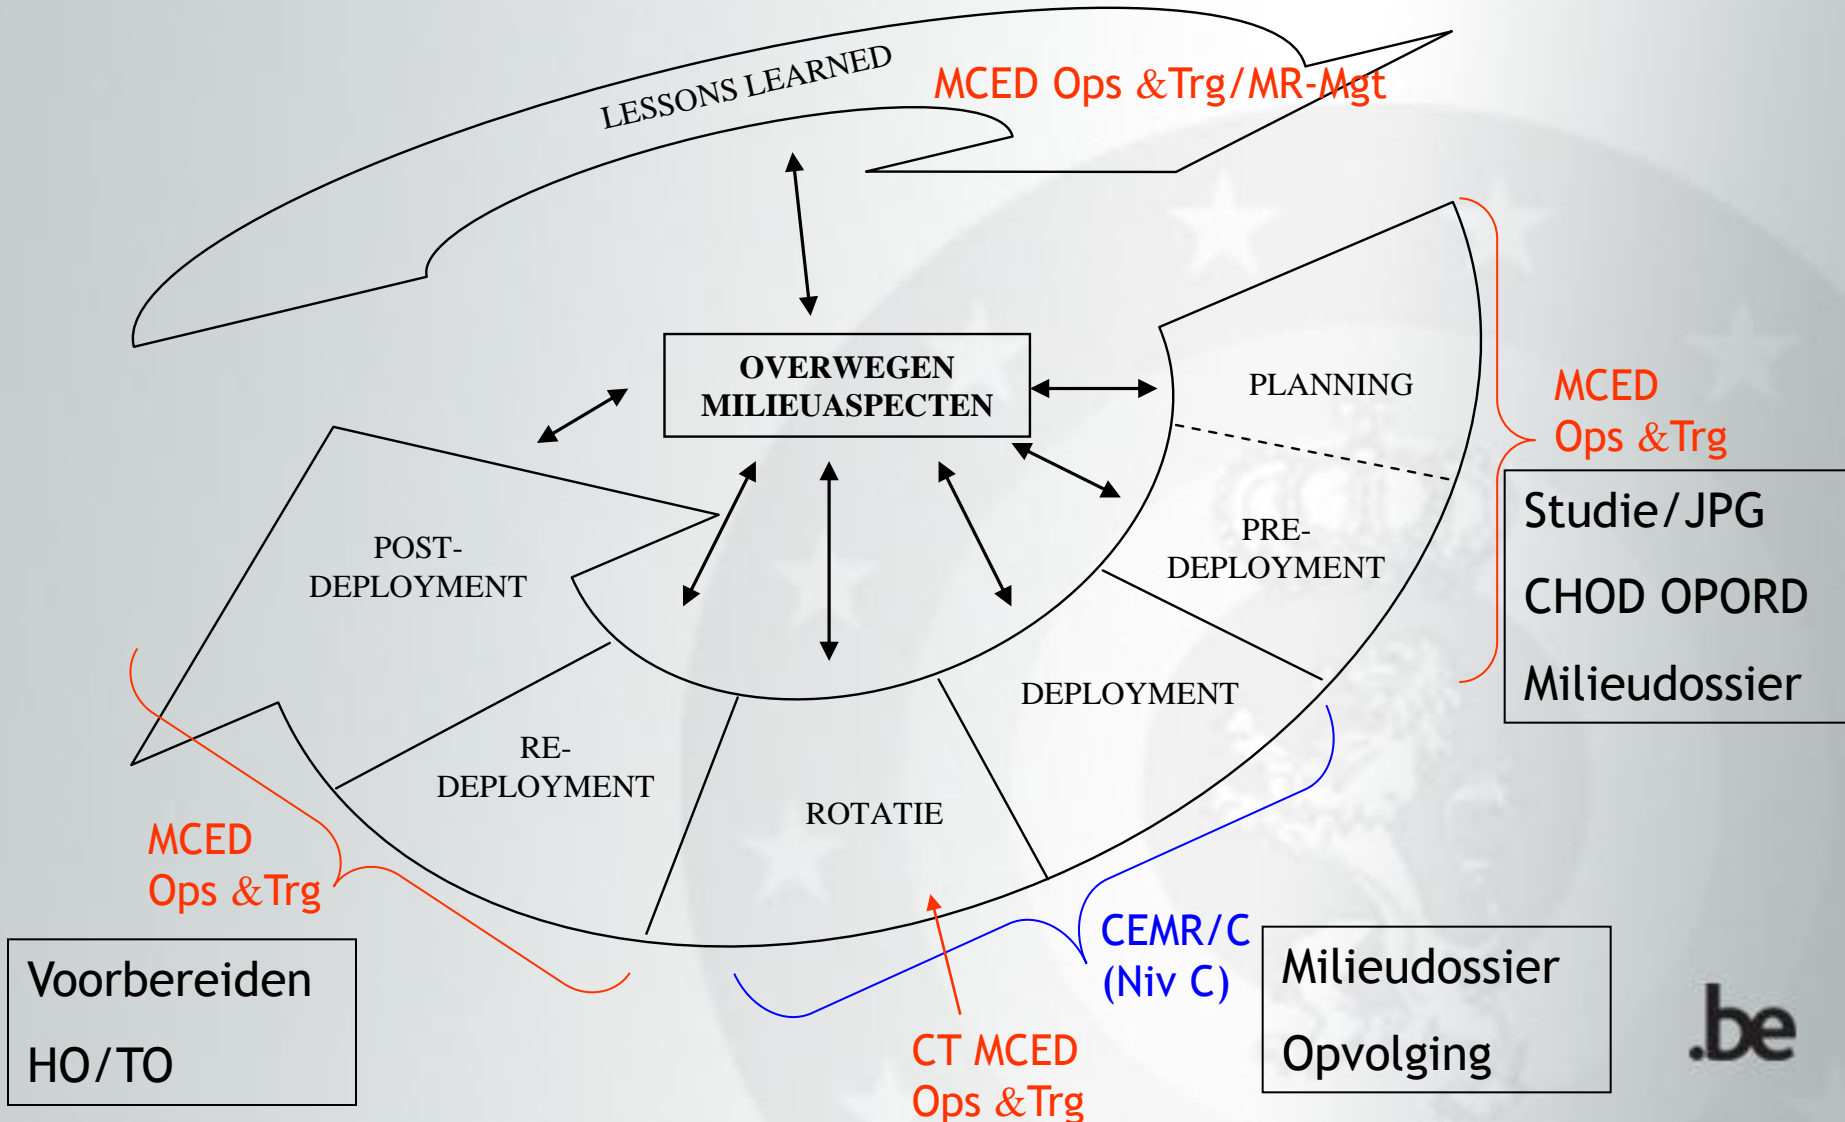 LESSONS LEARNED
MCED Ops &Trg/MR-Mgt
OVERWEGEN
MILIEUASPECTEN
PLANNING
MCED
Ops &Trg
Studie/JPG
CHOD OPORD
Milieudossier
PRE-
DEPLOYMENT
DEPLOYMENT
ROTATIE
RE-
DEPLOYMENT
POST-
DEPLOYMENT
MCED
Ops &Trg
Voorbereiden
HO/TO
CT MCED
Ops &Trg
CEMR/C
(Niv C)
Milieudossier
Opvolging
.be